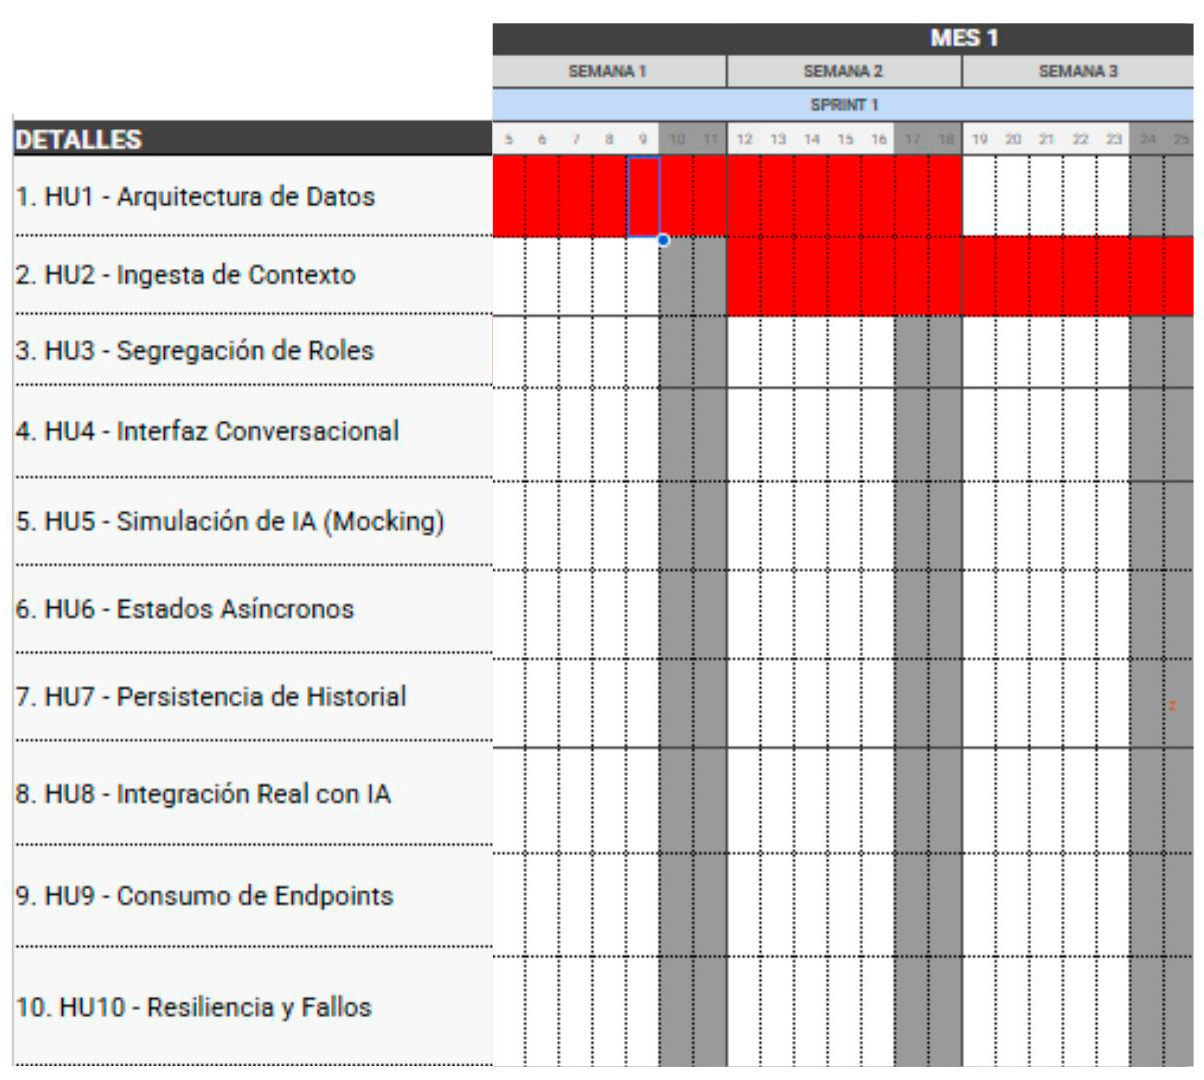 MES 1
SEMANA 1 SEMANA 2 SEMANA 3
SPRINT 1
DETALLES 5 6 7 8 9 10 11 12 13 14 15 16 17 18 19 20 21 22 23 24 25
1. HU1 - Arquitectura de Datos
2. HU2 - Ingesta de Contexto
3. HU3 - Segregación de Roles
4. HU4 - Interfaz Conversacional
5. HU5 - Simulación de IA (Mocking)
6. HU6 - Estados Asíncronos
7. HU7 - Persistencia de Historial z
8. HU8 - Integración Real con IA
9. HU9 - Consumo de Endpoints
10. HU10 - Resiliencia y Fallos